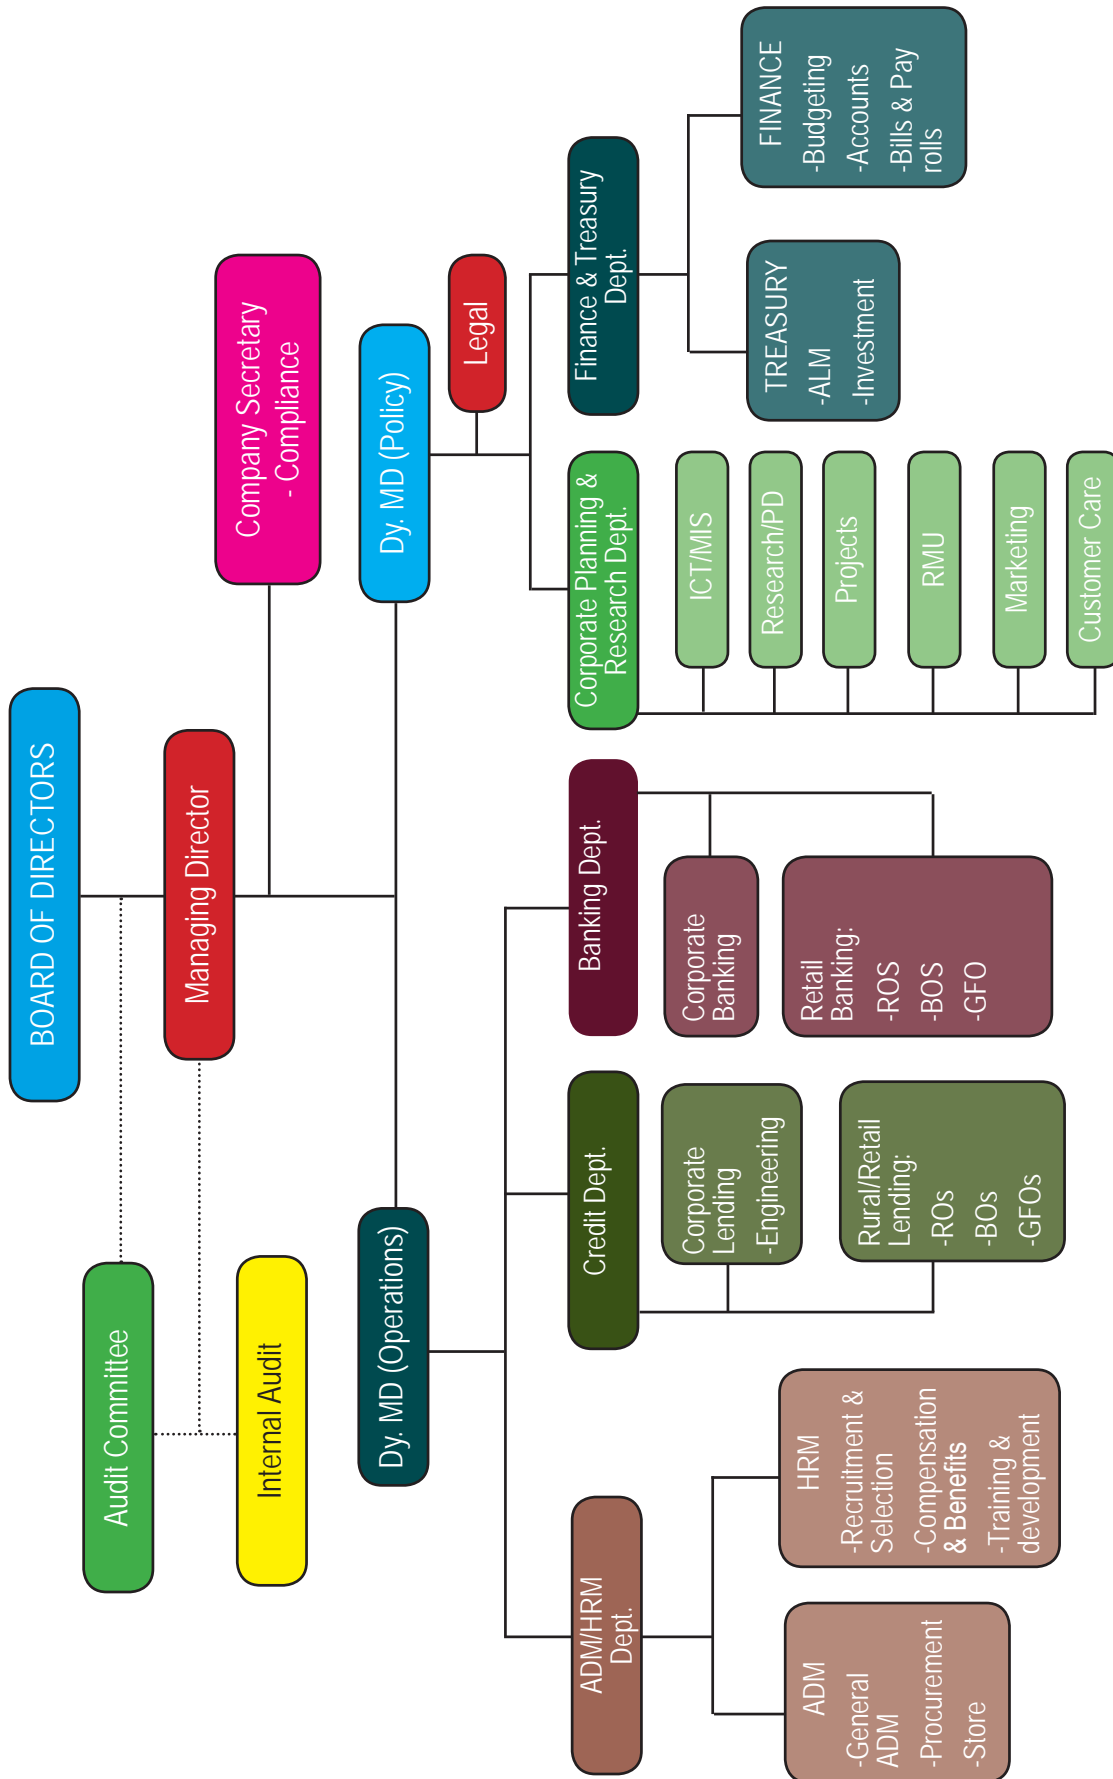 BOARD OF DIRECTORS
Audit Committee
Managing Director
Internal Audit
Company Secretary
- Compliance
Dy. MD (Operations)
Dy. MD (Policy)
Legal
ADM/HRM
Dept.
Credit Dept.
Banking Dept.
Corporate Planning &
Research Dept.
Finance & Treasury
Dept.
ADM
-General
ADM
-Procurement
-Store
HRM
-Recruitment &
Selection
-Compensation
& Benefits
-Training &
development
Corporate
Lending
-Engineering
Rural/Retail
Lending:
-ROs
-BOs
-GFOs
Corporate
Banking
Retail
Banking:
-ROS
-BOS
-GFO
ICT/MIS
Research/PD
Projects
RMU
Marketing
Customer Care
TREASURY
-ALM
-Investment
FINANCE
-Budgeting
-Accounts
-Bills & Pay
rolls